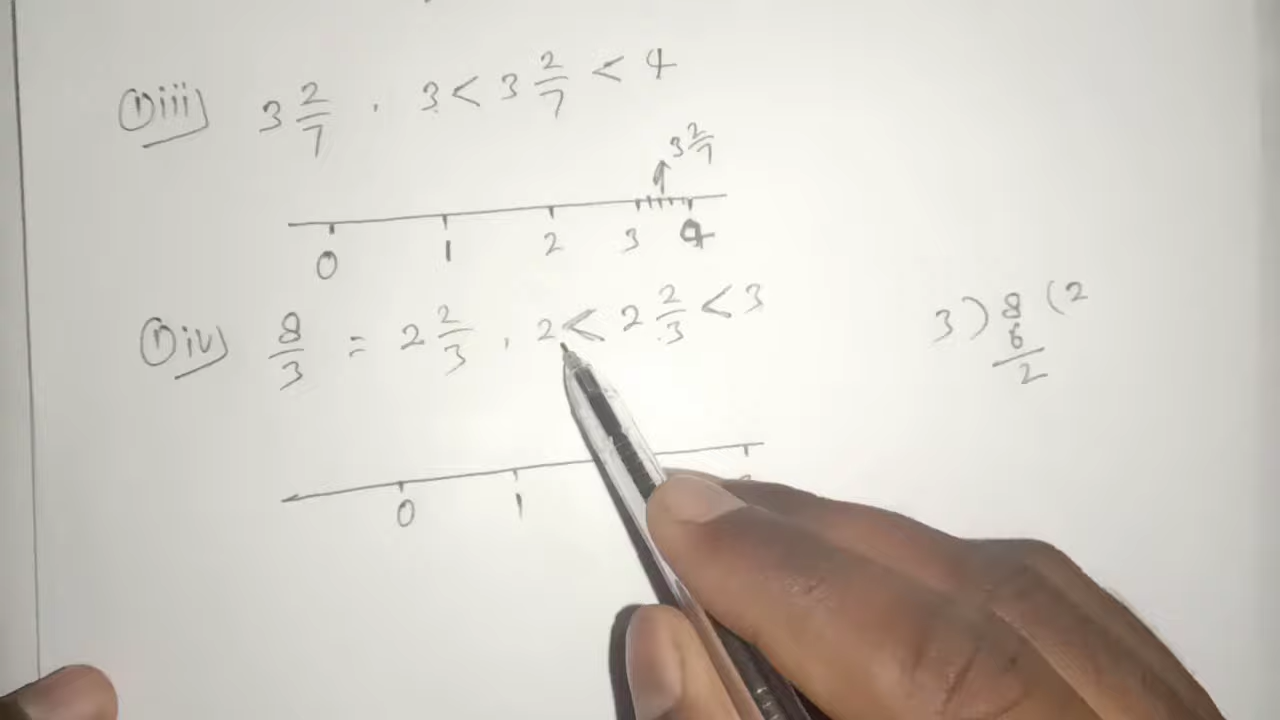 1) iii) 3 2/7 . 3 < 3 2/7 < 4
3 2/7
0 1 2 3 4
1) iv) 8/3 = 2 2/3 , 2 < 2 2/3 < 3
3 ) 8 ( 2
6
2
0 1